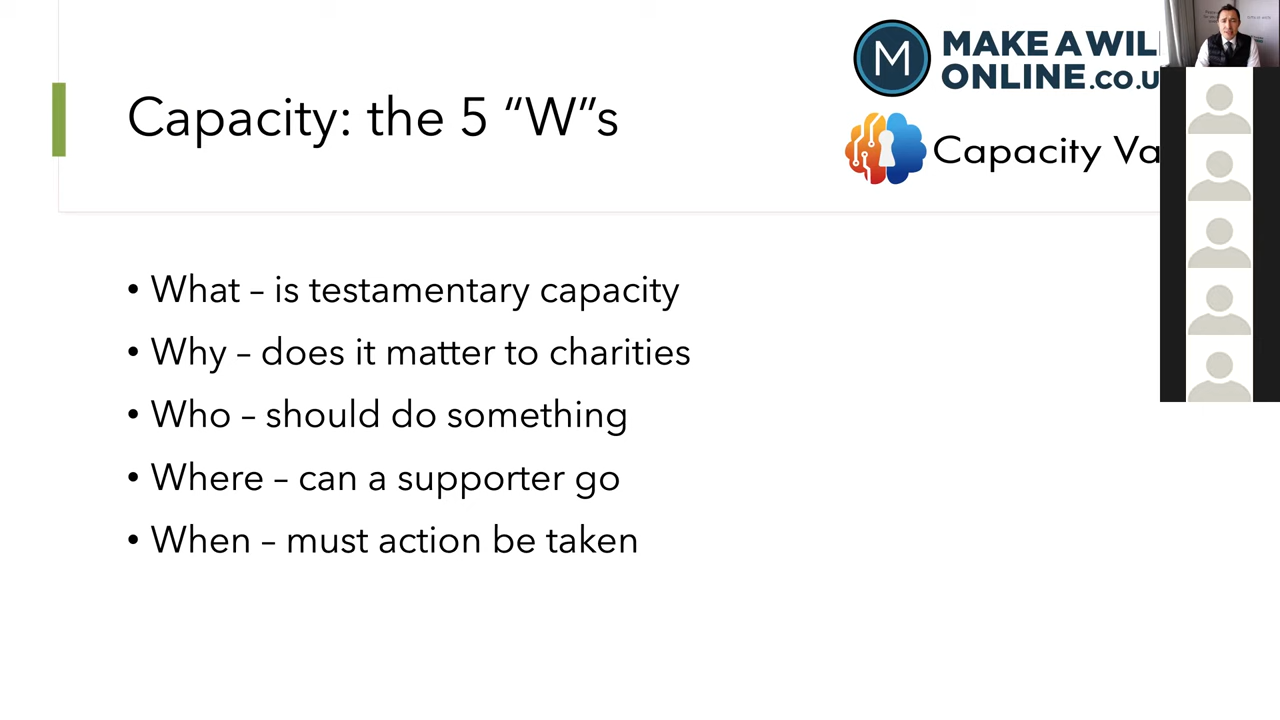 Capacity: the 5 “W”s
M
MAKE A WIL
ONLINE.co.u
Capacity Va
• What – is testamentary capacity
• Why – does it matter to charities
• Who – should do something
• Where – can a supporter go
• When – must action be taken